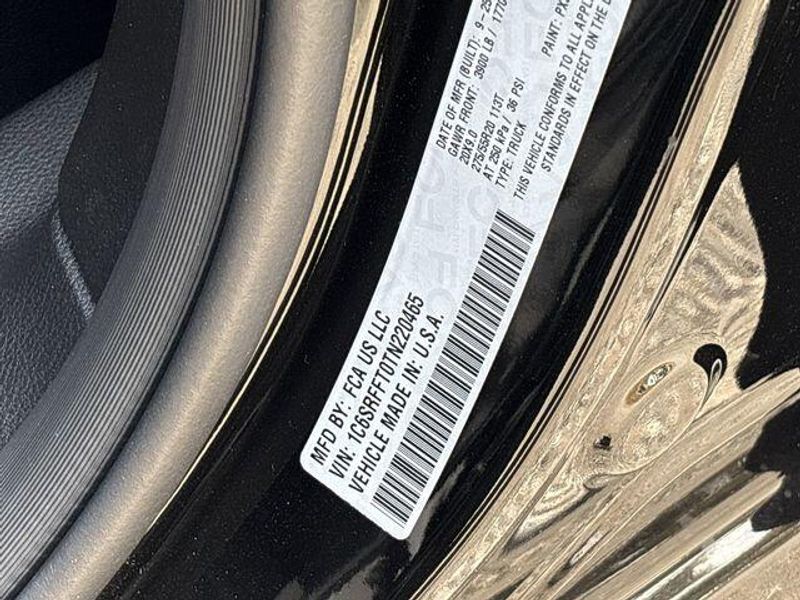 MFD BY: FCA US LLC
VIN: 1C6SRFFT0TN220465
VEHICLE MADE IN: U.S.A.
DATE OF MFR (BUILT): 9-25
GAWR FRONT: 3900 LB / 177
20X9.0
275/55R20 113T
AT 250 kPa / 36 PSI
TYPE: TRUCK
PAINT: PX
THIS VEHICLE CONFORMS TO ALL
STANDARDS IN EFFECT ON THE